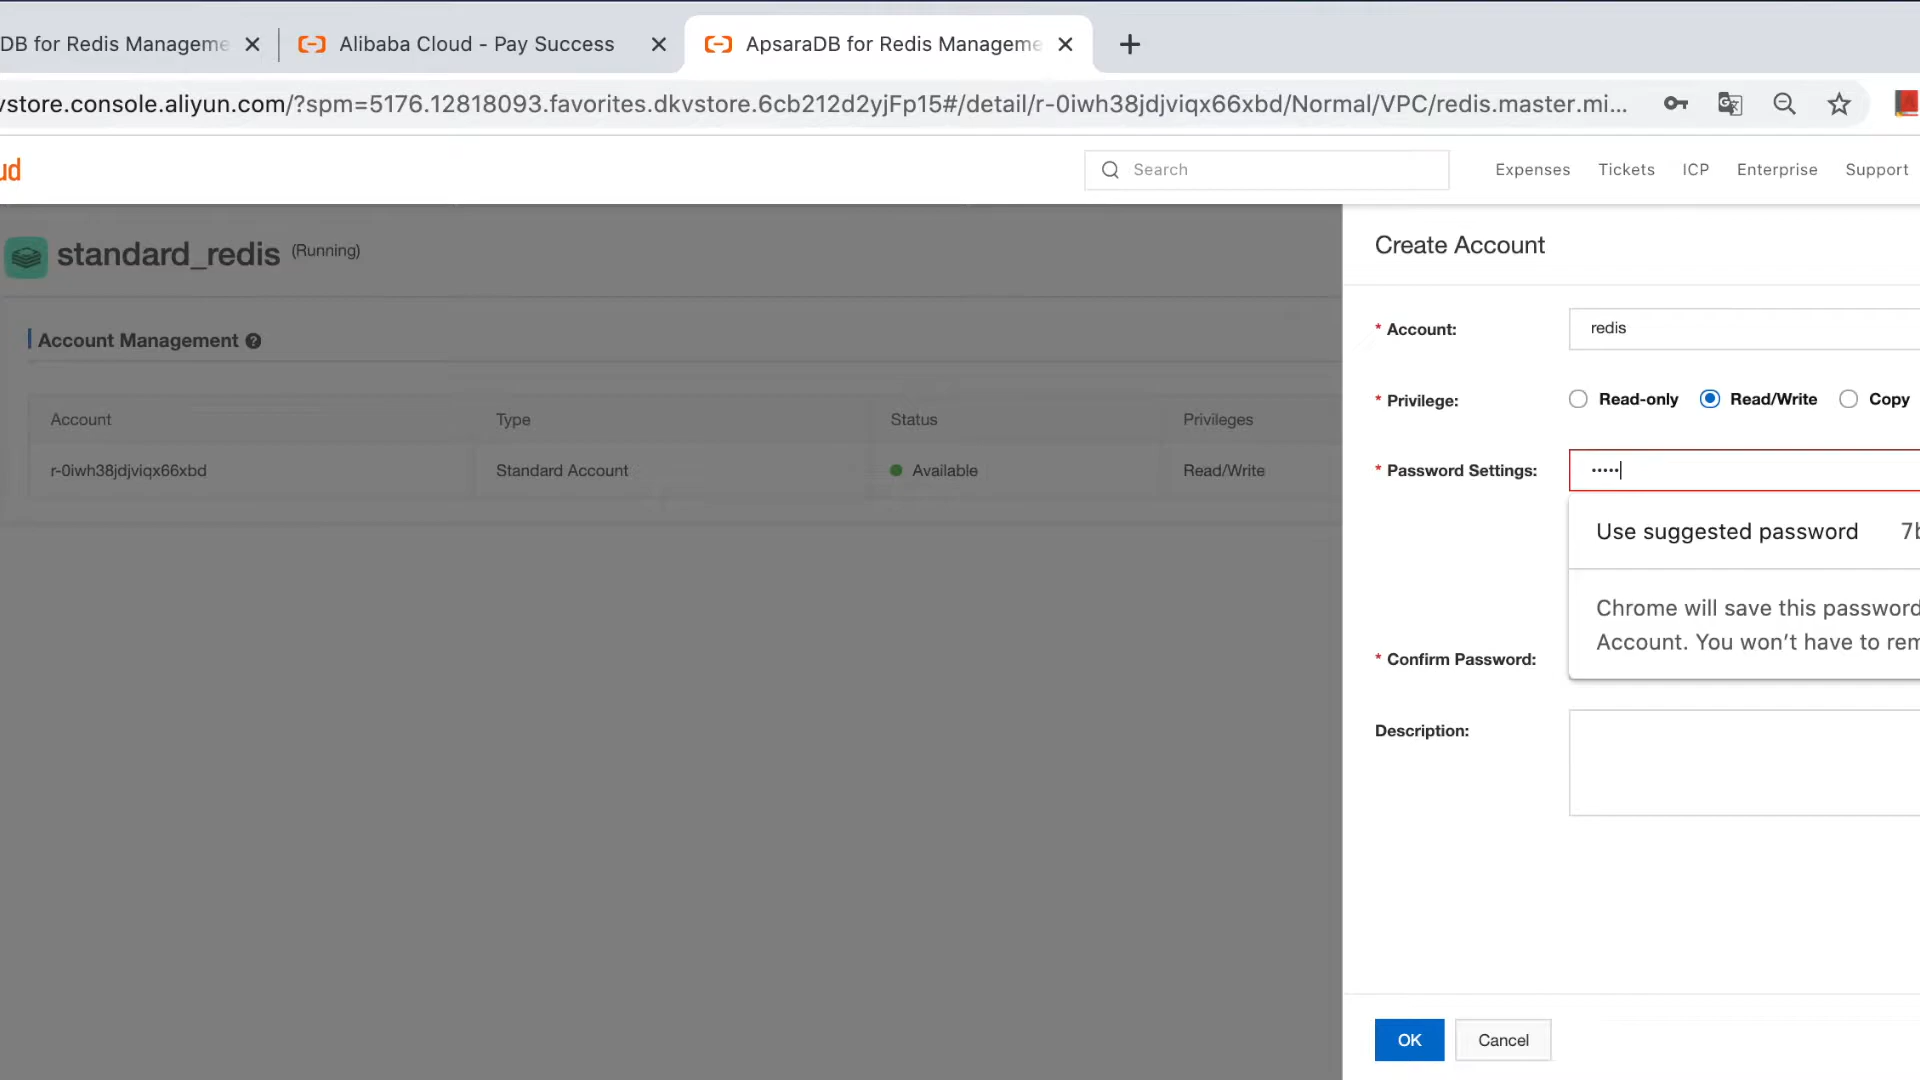 DB for Redis Manageme
Alibaba Cloud - Pay Success
ApsaraDB for Redis Manageme
vstore.console.aliyun.com/?spm=5176.12818093.favorites.dkvstore.6cb212d2yjFp15#/detail/r-0iwh38jdjviqx66xbd/Normal/VPC/redis.master.mi...
ud
Search
Expenses
Tickets
ICP
Enterprise
Support
standard_redis (Running)
Account Management ?
Account Type Status Privileges
r-0iwh38jdjviqx66xbd Standard Account Available Read/Write
Create Account
* Account: redis
* Privilege: Read-only Read/Write Copy
* Password Settings: •••••
Use suggested password 7b
Chrome will save this password
Account. You won’t have to rem
* Confirm Password:
Description:
OK Cancel